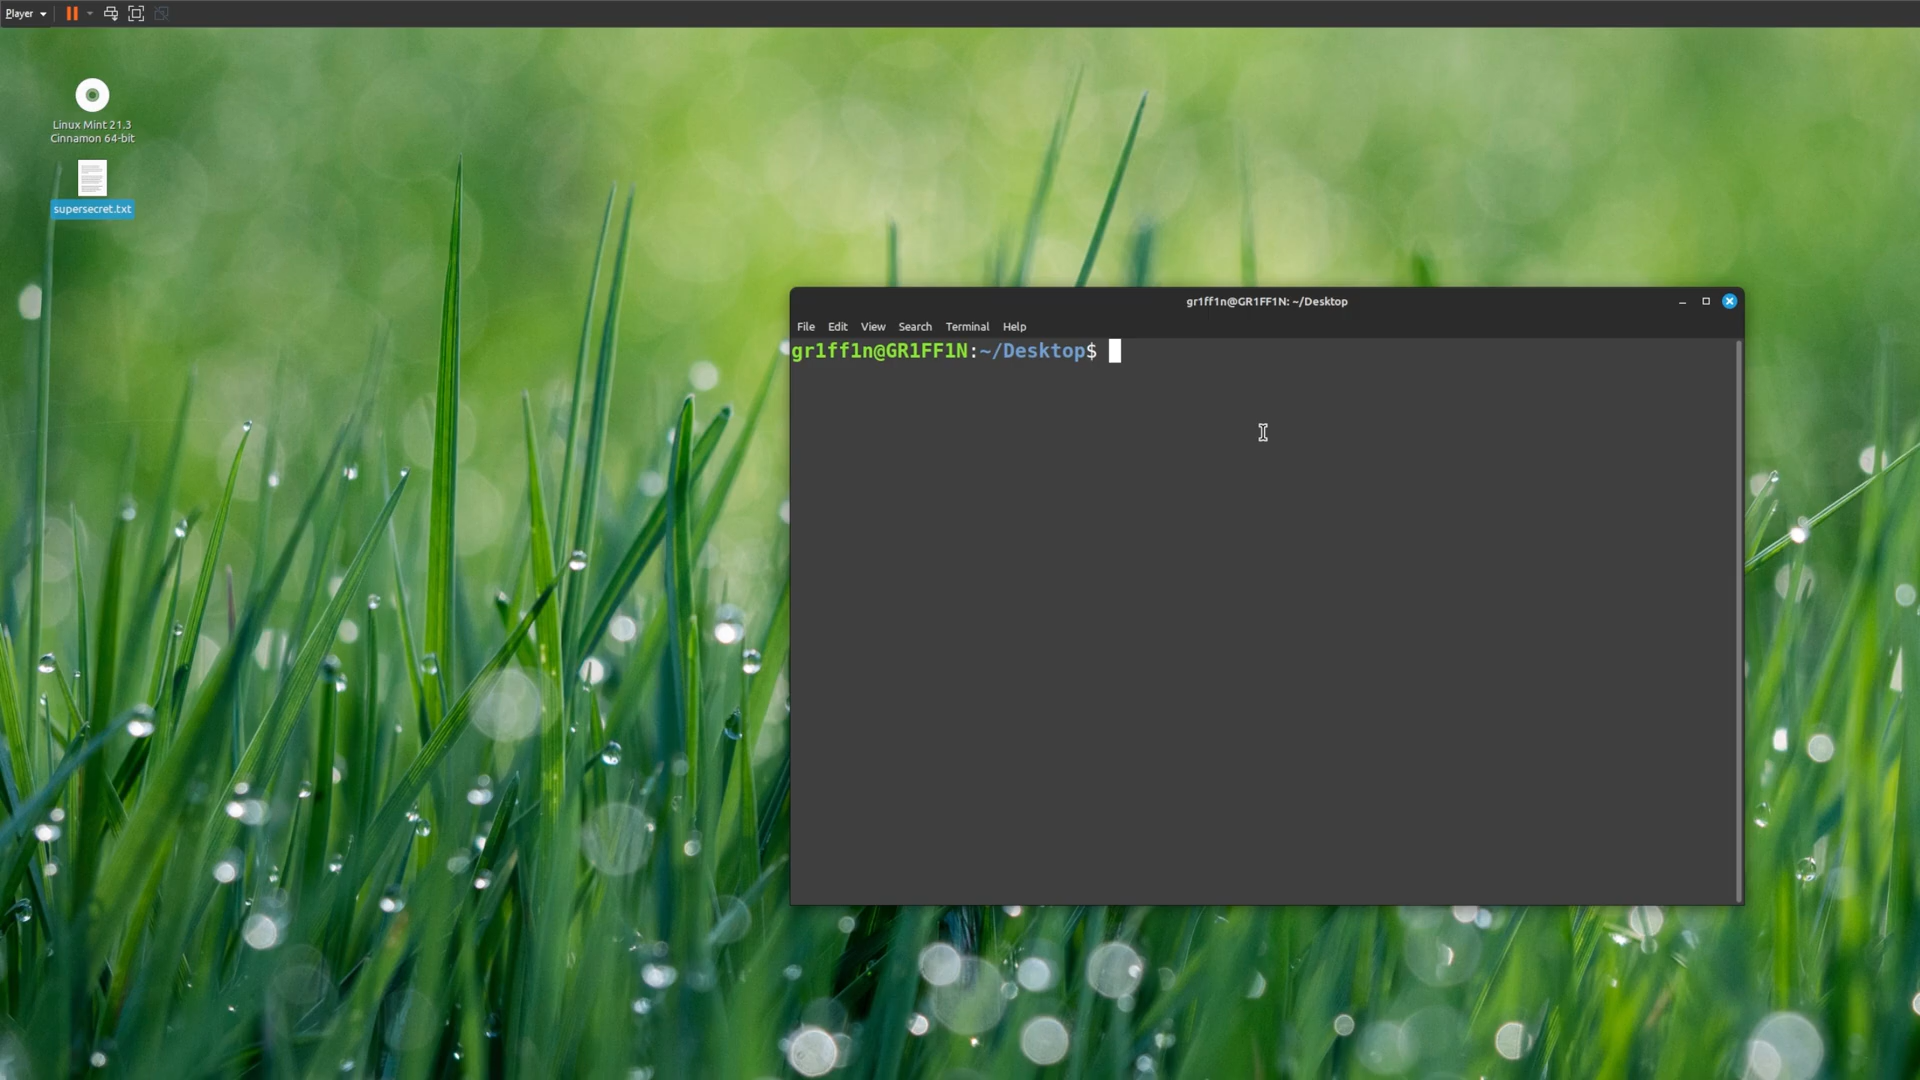 Player
Linux Mint 21.3
Cinnamon 64-bit
supersecret.txt
gr1ff1n@GR1FF1N: ~/Desktop
File Edit View Search Terminal Help
gr1ff1n@GR1FF1N:~/Desktop$